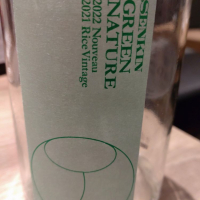 SENKIN
GREEN
NATURE
2022 Nouveau
2021 Rice Vintage